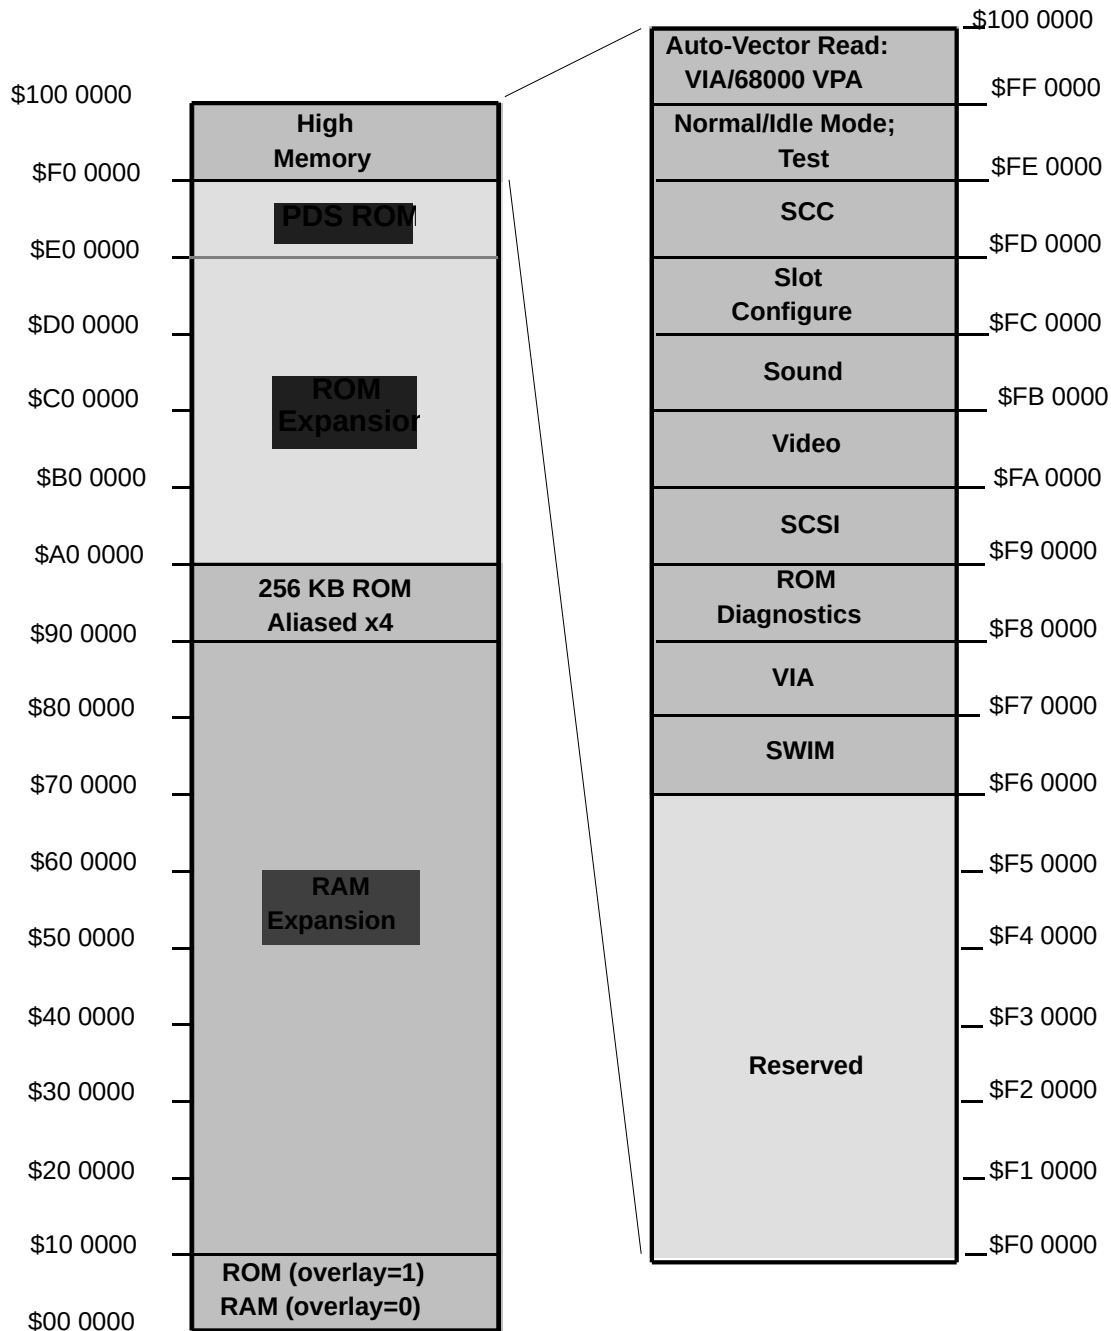 $100 0000
High
Memory
$F0 0000
PDS ROM
$E0 0000
$D0 0000
ROM
Expansion
$C0 0000
$B0 0000
$A0 0000
256 KB ROM
Aliased x4
$90 0000
$80 0000
$70 0000
$60 0000
RAM
Expansion
$50 0000
$40 0000
$30 0000
$20 0000
$10 0000
ROM (overlay=1)
RAM (overlay=0)
$00 0000
$100 0000
Auto-Vector Read:
VIA/68000 VPA
$FF 0000
Normal/Idle Mode;
Test
$FE 0000
SCC
$FD 0000
Slot
Configure
$FC 0000
Sound
$FB 0000
Video
$FA 0000
SCSI
$F9 0000
ROM
Diagnostics
$F8 0000
VIA
$F7 0000
SWIM
$F6 0000
$F5 0000
$F4 0000
$F3 0000
Reserved
$F2 0000
$F1 0000
$F0 0000